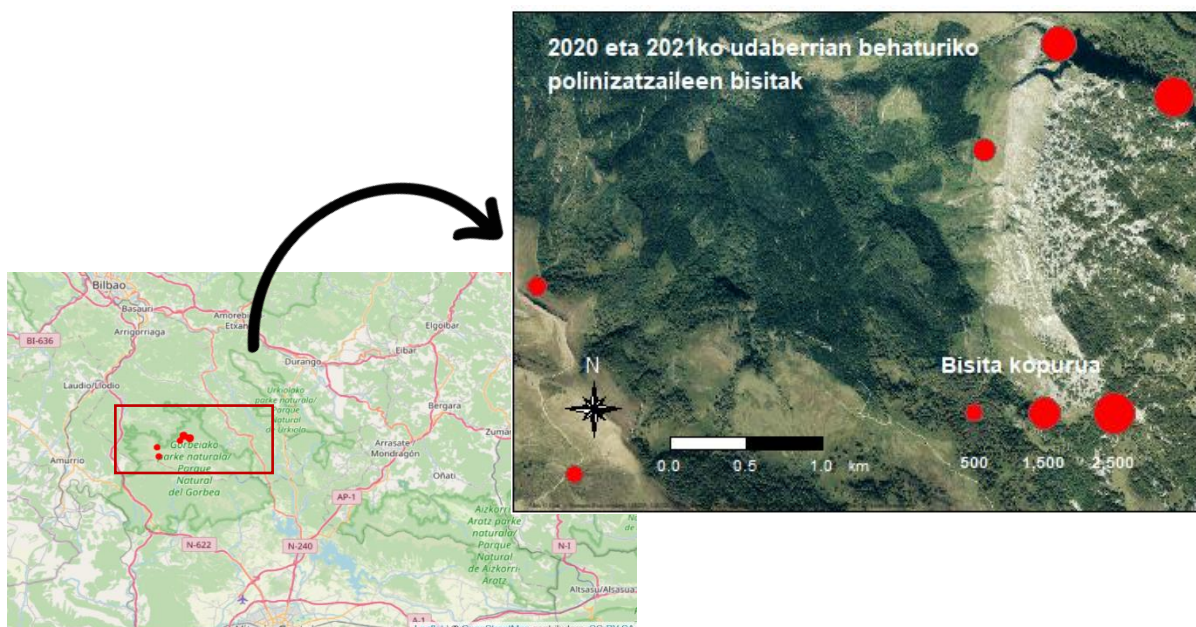 2020 eta 2021ko udaberrian behaturiko
polinizatzaileen bisitak
N
Bisita kopurua
0.0 0.5 1.0 km
500 1,500 2,500
Bilbao
Basauri
Arrigorriaga
Amorebi
Etxan
BI-636
Elgoibar
Eibar
Durango
Laudio/Llodio
Urkiolako
parke naturala/
Parque
Natural
de Urkiola
Bergara
Zumár
Arrasate
Mondragón
Amurrio
Gorbeiako
parke naturala/
Parque
Natural
del Gorbea
Oñati
AP-1
Aizkorri
Aratz parke
naturala/
Parque
Natural
de Aizkorri
Aratz
N-622
N-240
N-I
Altsasu/Alsasua
A-1